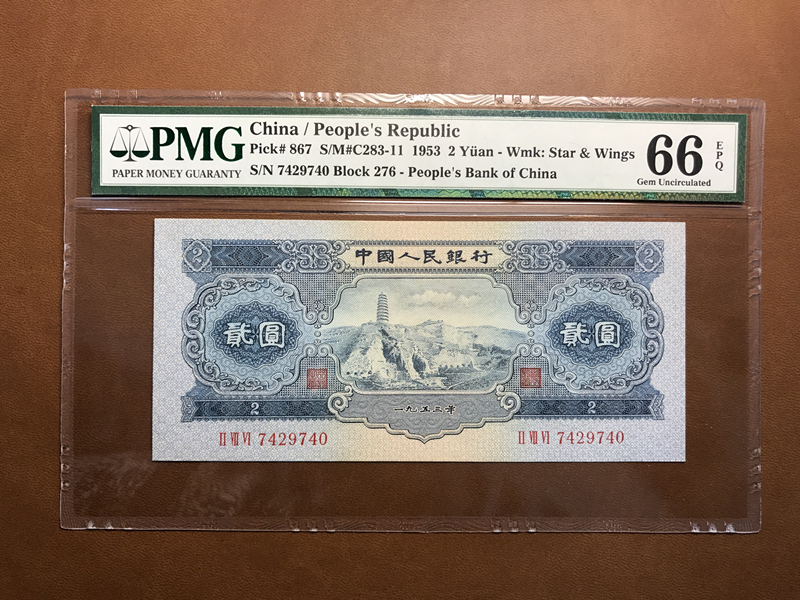 PMG
PAPER MONEY GUARANTY
China / People's Republic
Pick# 867 S/M#C283-11 1953 2 Yüan - Wmk: Star & Wings
S/N 7429740 Block 276 - People's Bank of China
66
EPQ
Gem Uncirculated
2
中國人民銀行
2
貳圓
貳圓
2
一九五三年
2
II VII VI 7429740
II VII VI 7429740